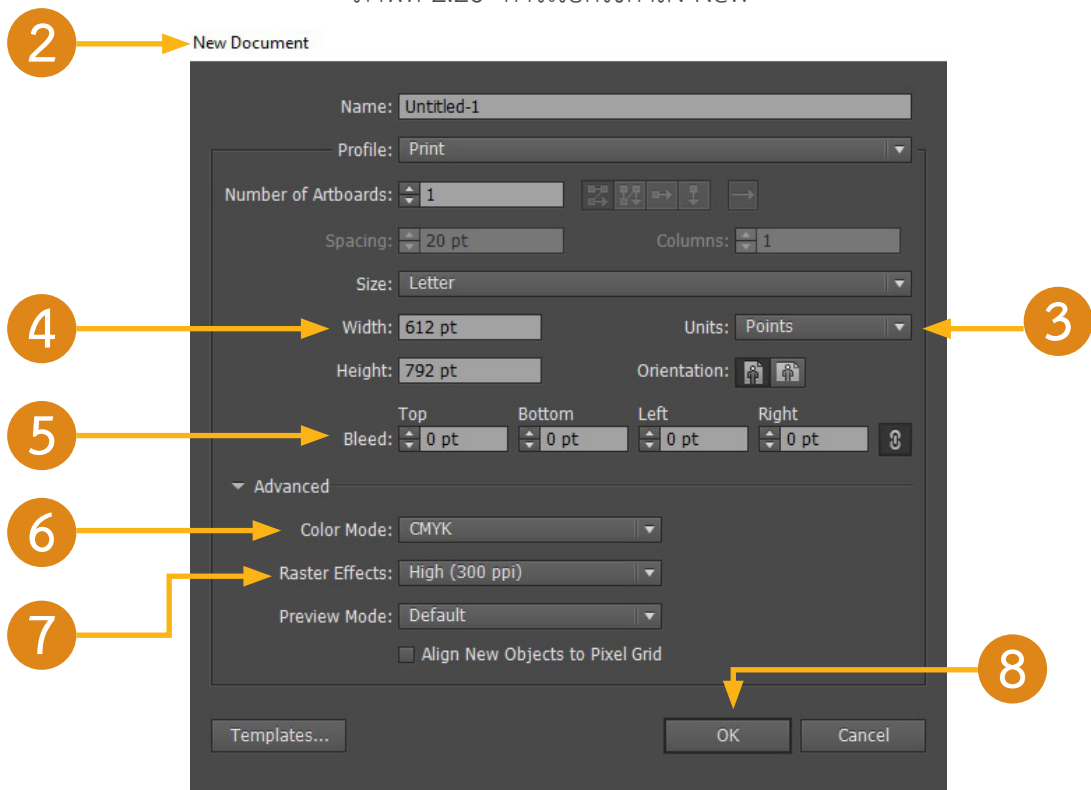 New
2
New Document
Name: Untitled-1
Profile: Print
Number of Artboards: 1
Spacing: 20 pt Columns: 1
Size: Letter
4 Width: 612 pt Units: Points 3
Height: 792 pt Orientation:
Top Bottom Left Right
5 Bleed: 0 pt 0 pt 0 pt 0 pt
Advanced
6 Color Mode: CMYK
Raster Effects: High (300 ppi)
7 Preview Mode: Default
Align New Objects to Pixel Grid
8
Templates... OK Cancel